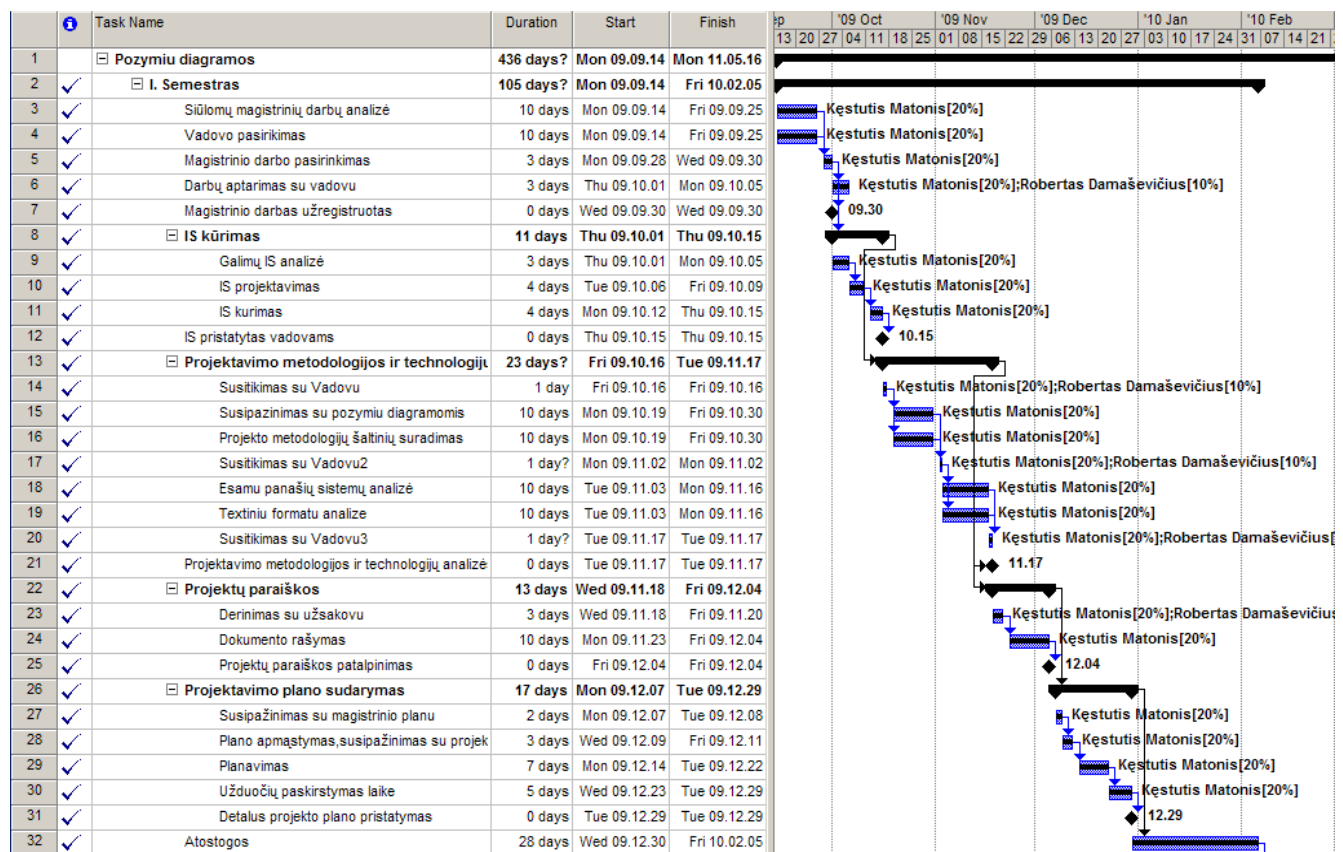 Task Name Duration Start Finish ep '09 Oct '09 Nov '09 Dec '10 Jan '10 Feb
13 20 27 04 11 18 25 01 08 15 22 29 06 13 20 27 03 10 17 24 31 07 14 21
1 Pozymiu diagramos 436 days? Mon 09.09.14 Mon 11.05.16
2 I. Semestras 105 days? Mon 09.09.14 Fri 10.02.05
3 Siūlomų magistrinių darbų analizė 10 days Mon 09.09.14 Fri 09.09.25 Kęstutis Matonis[20%]
4 Vadovo pasirikimas 10 days Mon 09.09.14 Fri 09.09.25 Kęstutis Matonis[20%]
5 Magistrinio darbo pasirinkimas 3 days Mon 09.09.28 Wed 09.09.30 Kęstutis Matonis[20%]
6 Darbų aptarimas su vadovu 3 days Thu 09.10.01 Mon 09.10.05 Kęstutis Matonis[20%];Robertas Damaševičius[10%]
7 Magistrinio darbas užregistruotas 0 days Wed 09.09.30 Wed 09.09.30 09.30
8 IS kūrimas 11 days Thu 09.10.01 Thu 09.10.15
9 Galimų IS analizė 3 days Thu 09.10.01 Mon 09.10.05 Kęstutis Matonis[20%]
10 IS projektavimas 4 days Tue 09.10.06 Fri 09.10.09 Kęstutis Matonis[20%]
11 IS kurimas 4 days Mon 09.10.12 Thu 09.10.15 Kęstutis Matonis[20%]
12 IS pristatytas vadovams 0 days Thu 09.10.15 Thu 09.10.15 10.15
13 Projektavimo metodologijos ir technologijų 23 days? Fri 09.10.16 Tue 09.11.17
14 Susitikimas su Vadovu 1 day Fri 09.10.16 Fri 09.10.16 Kęstutis Matonis[20%];Robertas Damaševičius[10%]
15 Susipazinimas su pozymiu diagramomis 10 days Mon 09.10.19 Fri 09.10.30 Kęstutis Matonis[20%]
16 Projekto metodologijų šaltinių suradimas 10 days Mon 09.10.19 Fri 09.10.30 Kęstutis Matonis[20%]
17 Susitikimas su Vadovu2 1 day? Mon 09.11.02 Mon 09.11.02 Kęstutis Matonis[20%];Robertas Damaševičius[10%]
18 Esamu panašių sistemų analizė 10 days Tue 09.11.03 Mon 09.11.16 Kęstutis Matonis[20%]
19 Textiniu formatu analize 10 days Tue 09.11.03 Mon 09.11.16 Kęstutis Matonis[20%]
20 Susitikimas su Vadovu3 1 day? Tue 09.11.17 Tue 09.11.17 Kęstutis Matonis[20%];Robertas Damaševičius[
21 Projektavimo metodologijos ir technologijų analizė 0 days Tue 09.11.17 Tue 09.11.17 11.17
22 Projektų paraiškos 13 days Wed 09.11.18 Fri 09.12.04
23 Derinimas su užsakovu 3 days Wed 09.11.18 Fri 09.11.20 Kęstutis Matonis[20%];Robertas Damaševičius
24 Dokumento rašymas 10 days Mon 09.11.23 Fri 09.12.04 Kęstutis Matonis[20%]
25 Projektų paraiškos patalpinimas 0 days Fri 09.12.04 Fri 09.12.04 12.04
26 Projektavimo plano sudarymas 17 days Mon 09.12.07 Tue 09.12.29
27 Susipažinimas su magistrinio planu 2 days Mon 09.12.07 Tue 09.12.08 Kęstutis Matonis[20%]
28 Plano apmąstymas,susipažinimas su projek 3 days Wed 09.12.09 Fri 09.12.11 Kęstutis Matonis[20%]
29 Planavimas 7 days Mon 09.12.14 Tue 09.12.22 Kęstutis Matonis[20%]
30 Užduočių paskirstymas laike 5 days Wed 09.12.23 Tue 09.12.29 Kęstutis Matonis[20%]
31 Detalus projekto plano pristatymas 0 days Tue 09.12.29 Tue 09.12.29 12.29
32 Atostogos 28 days Wed 09.12.30 Fri 10.02.05